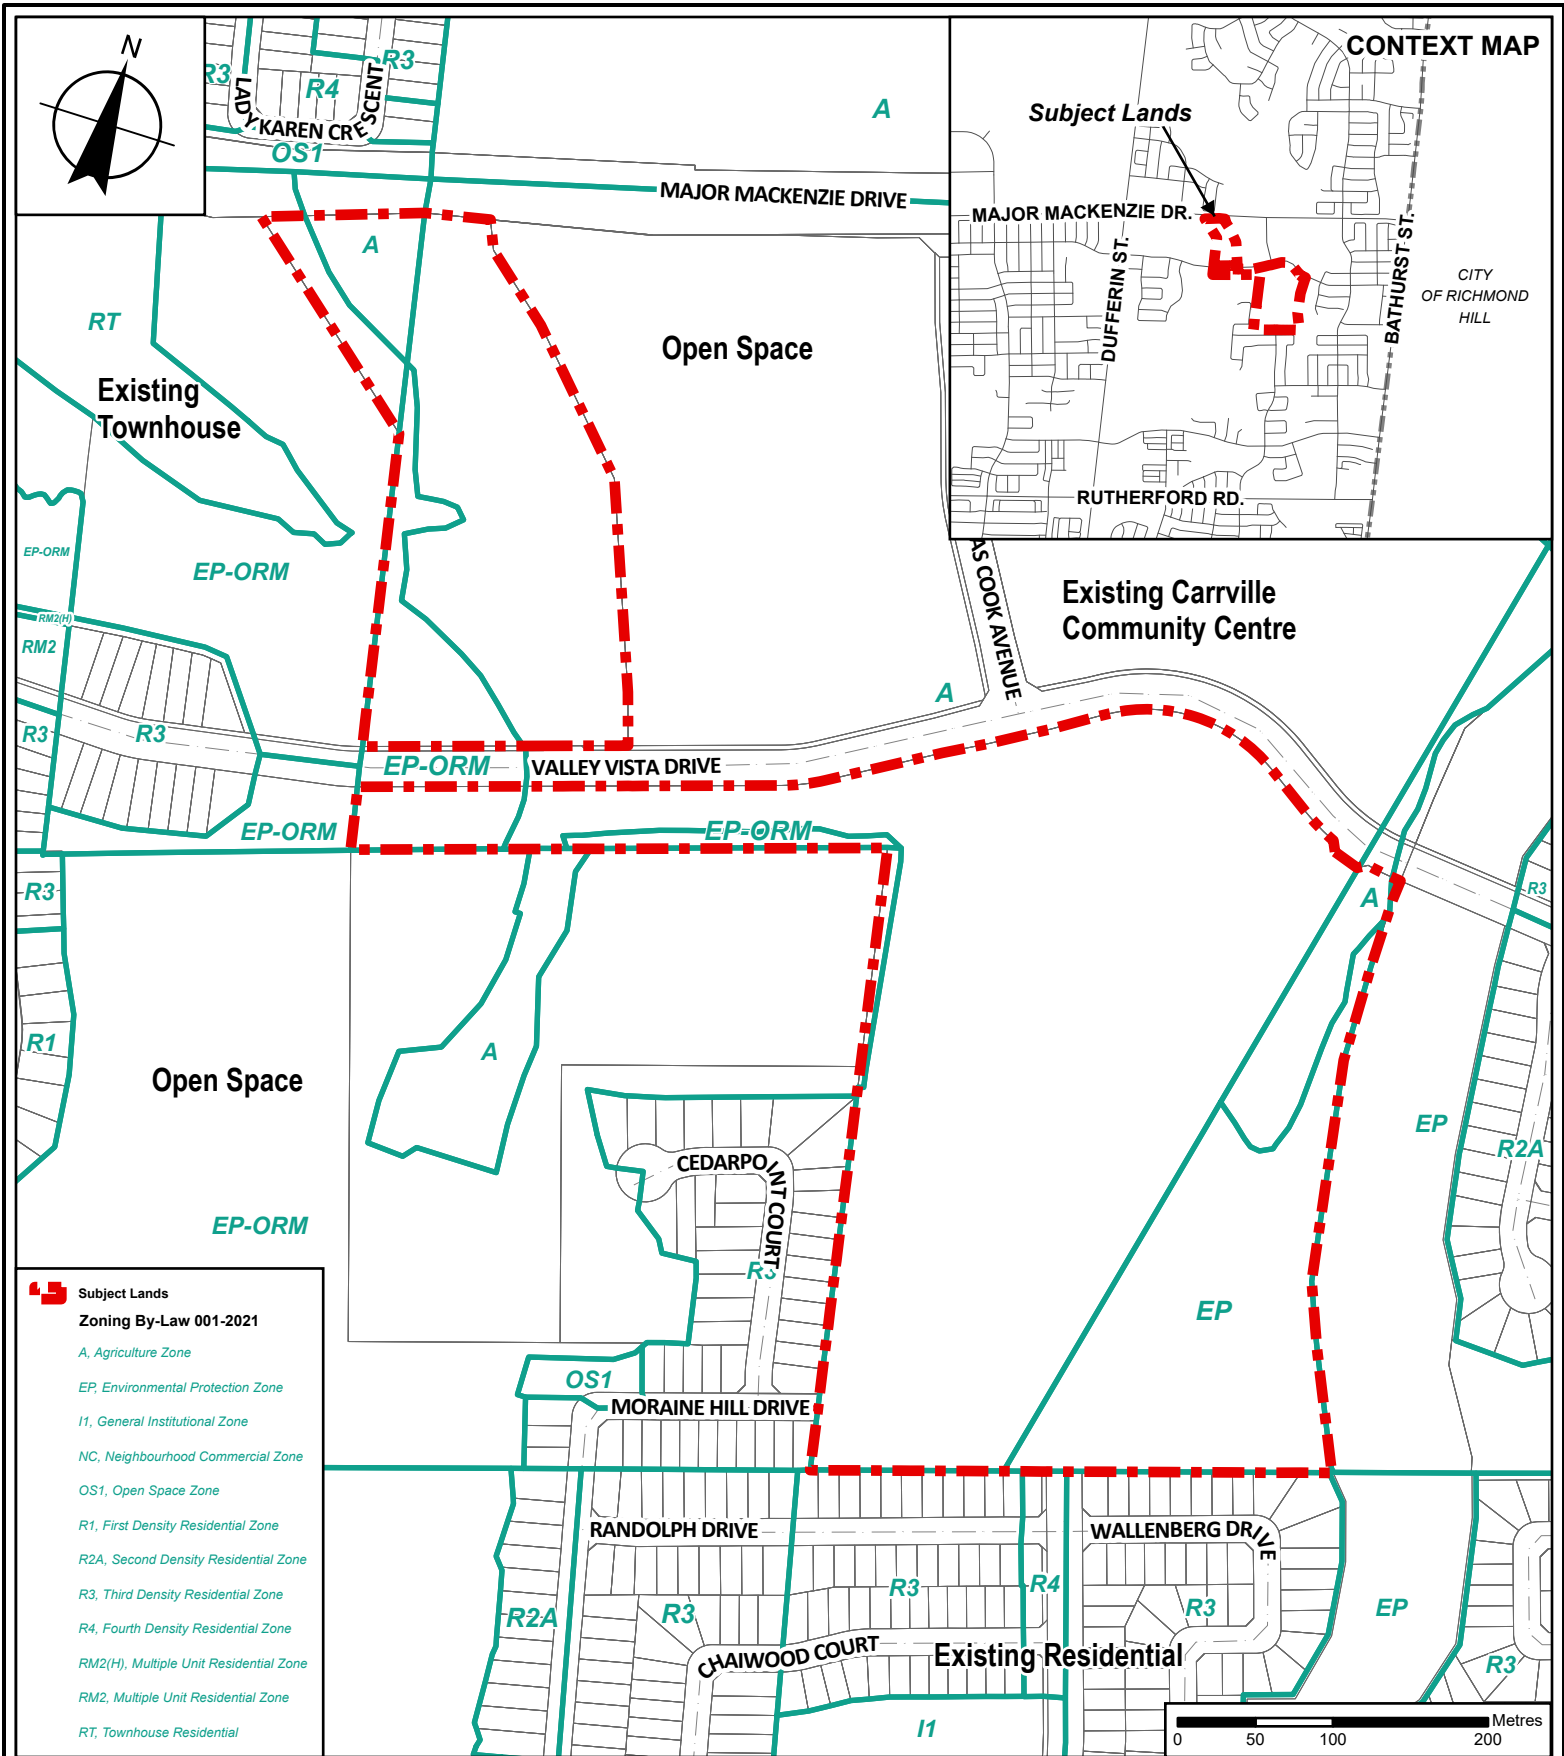 N
R3
R3
R4
LADY KAREN CRESCENT
OS1
A
MAJOR MACKENZIE DRIVE
A
RT
Existing
Townhouse
Open Space
CONTEXT MAP
Subject Lands
MAJOR MACKENZIE DR.
DUFFERIN ST.
BATHURST ST.
CITY
OF RICHMOND
HILL
RUTHERFORD RD.
EP-ORM
EP-ORM
RM2(H)
RM2
R3
R3
AS COOK AVENUE
Existing Carrville
Community Centre
A
EP-ORM
VALLEY VISTA DRIVE
EP-ORM
EP-ORM
R3
A
R3
R1
A
Open Space
EP
R2A
CEDARPOINT COURT
R3
EP-ORM
EP
OS1
MORAINE HILL DRIVE
RANDOLPH DRIVE
WALLENBERG DRIVE
R3
R4
R2A
R3
R3
EP
CHAIWOOD COURT
Existing Residential
R3
I1
Subject Lands
Zoning By-Law 001-2021
A, Agriculture Zone
EP, Environmental Protection Zone
I1, General Institutional Zone
NC, Neighbourhood Commercial Zone
OS1, Open Space Zone
R1, First Density Residential Zone
R2A, Second Density Residential Zone
R3, Third Density Residential Zone
R4, Fourth Density Residential Zone
RM2(H), Multiple Unit Residential Zone
RM2, Multiple Unit Residential Zone
RT, Townhouse Residential
Metres
0 50 100 200